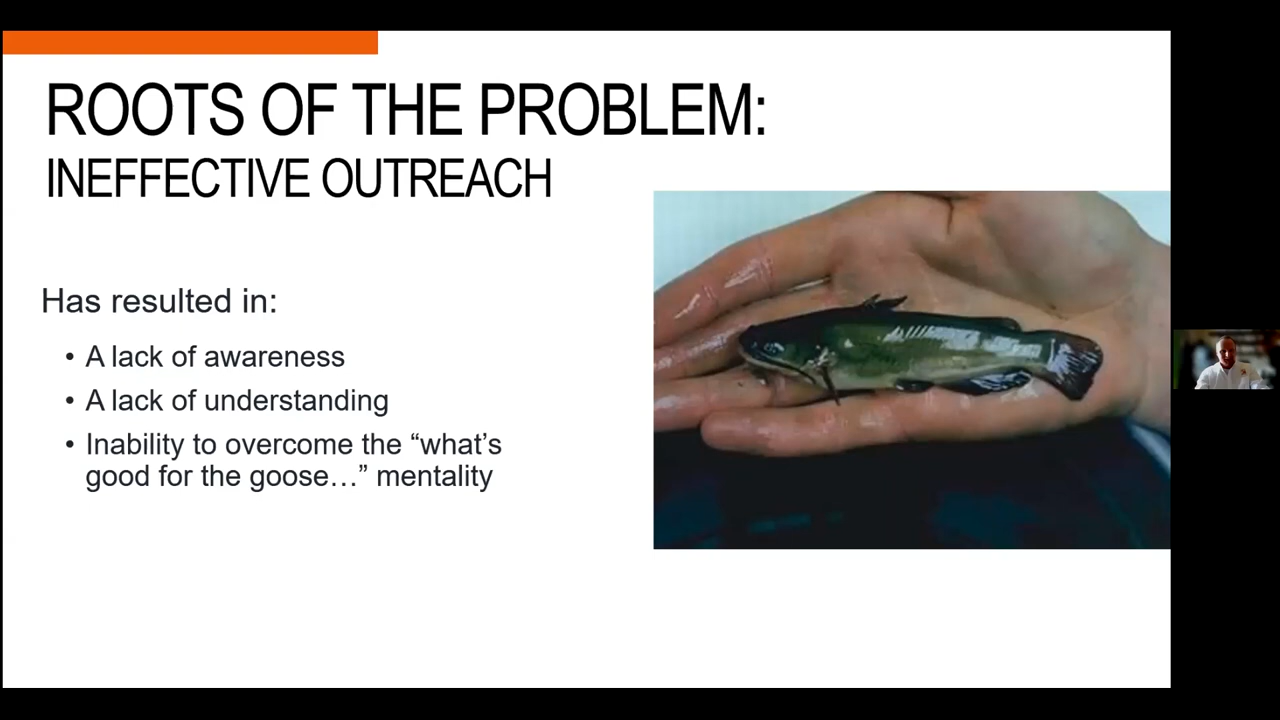 ROOTS OF THE PROBLEM:
INEFFECTIVE OUTREACH
Has resulted in:
• A lack of awareness
• A lack of understanding
• Inability to overcome the “what’s
good for the goose…” mentality